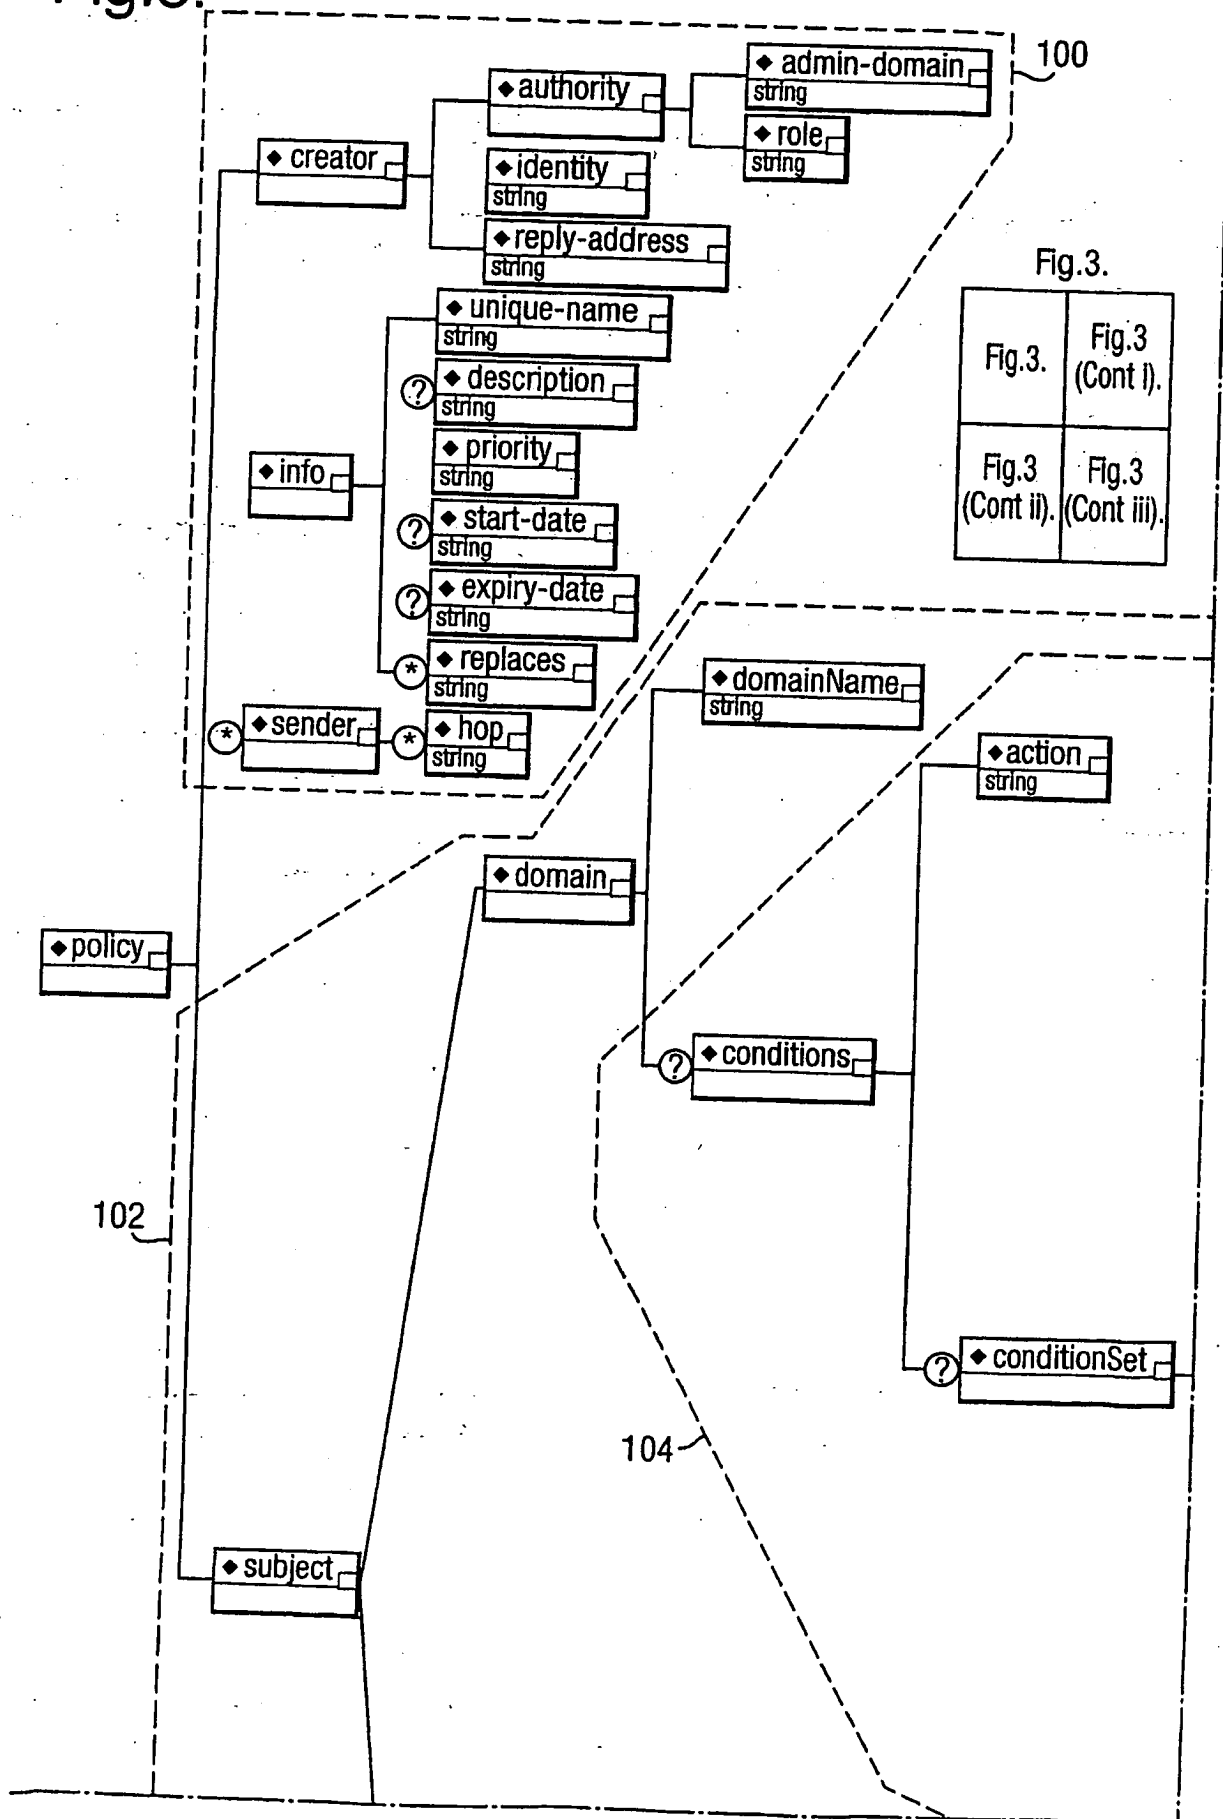 Fig.3.
100
◆ admin-domain
string
◆ authority
◆ role
string
◆ creator
◆ identity
string
◆ reply-address
string
◆ unique-name
string
Fig.3.
Fig.3.
Fig.3
(Cont i).
Fig.3
(Cont ii).
Fig.3
(Cont iii).
? ◆ description
string
◆ priority
string
◆ info
? ◆ start-date
string
? ◆ expiry-date
string
* ◆ replaces
string
* ◆ sender
* ◆ hop
string
◆ domainName
string
◆ action
string
◆ domain
◆ policy
? ◆ conditions
102
? ◆ conditionSet
104
◆ subject